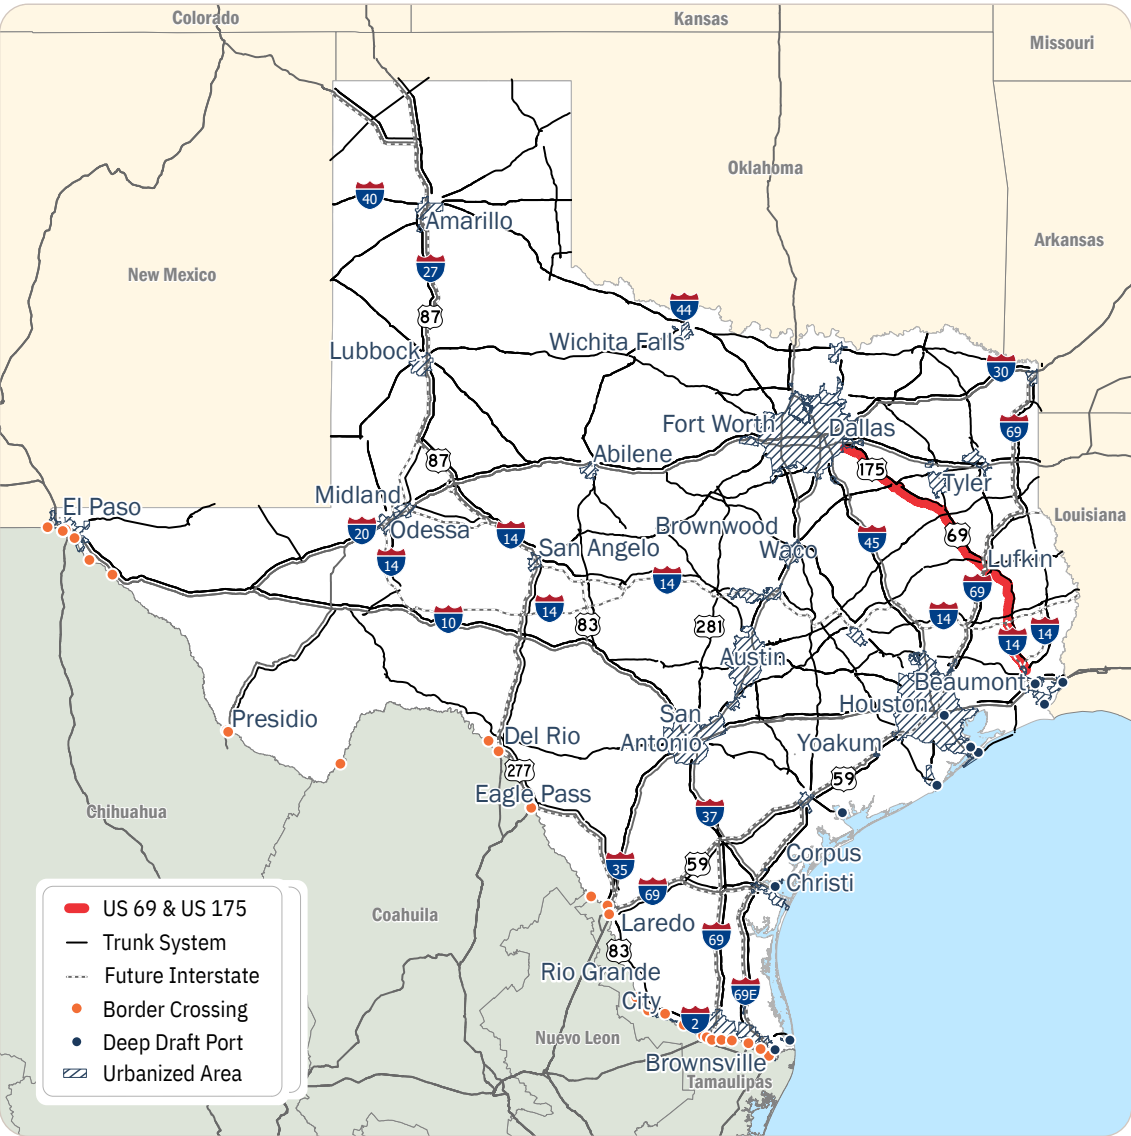 Colorado
Kansas
Missouri
Oklahoma
40
Amarillo
Arkansas
New Mexico
27
44
87
Wichita Falls
Lubbock
30
Fort Worth
Dallas
69
87
Abilene
175
Tyler
Midland
El Paso
20
Odessa
14
Brownwood
Waco
45
69
Louisiana
San Angelo
14
14
Lufkin
69
14
10
83
281
14
14
14
Austin
Beaumont
Houston
Presidio
San
Antonio
Del Rio
Yoakum
277
59
Eagle Pass
37
Chihuahua
59
Corpus
Christi
35
69
US 69 & US 175
Coahuila
Laredo
69
Trunk System
83
Future Interstate
Rio Grande
City
69E
Border Crossing
2
Deep Draft Port
Nuevo Leon
Brownsville
Urbanized Area
Tamaulipas